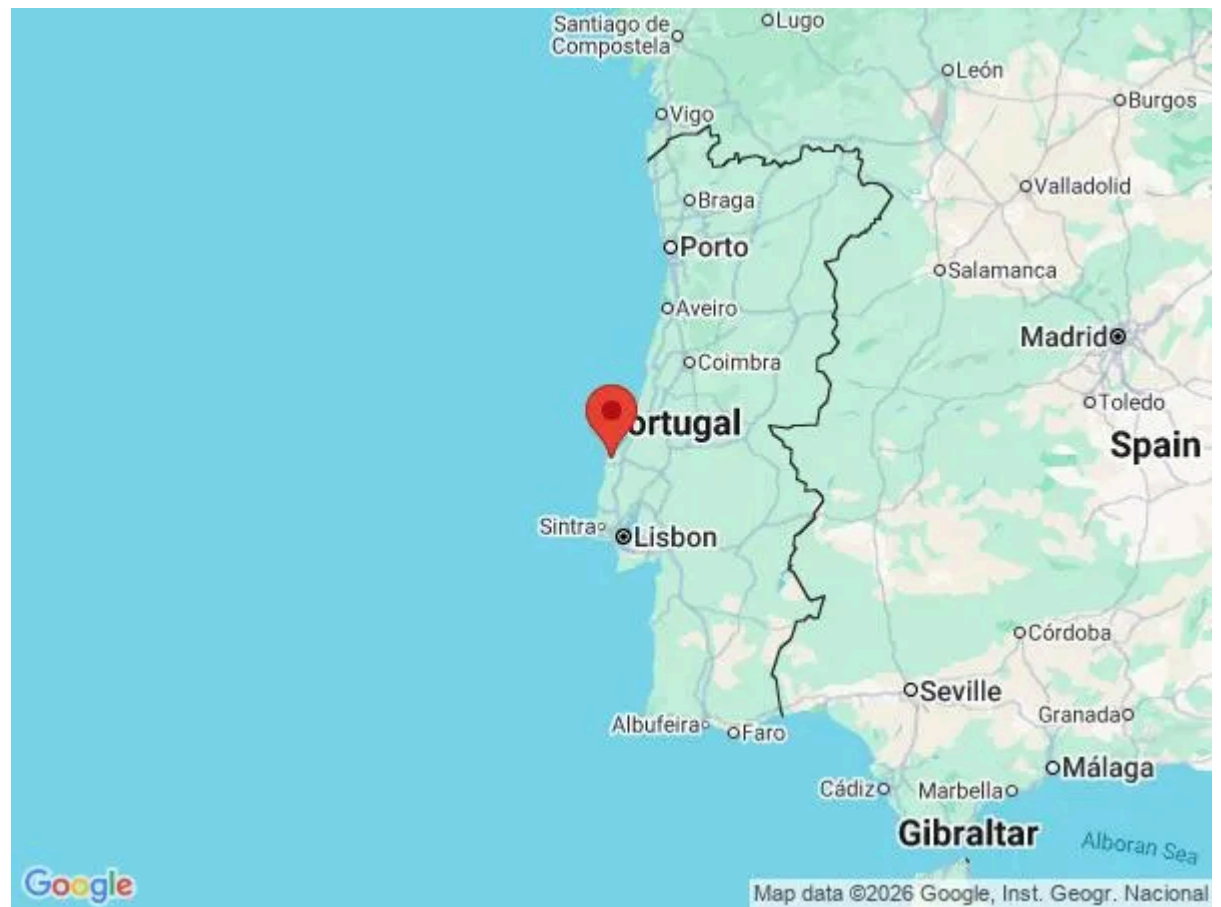 Santiago de
Compostela
Lugo
León
Burgos
Vigo
Braga
Valladolid
Porto
Salamanca
Aveiro
Madrid
Coimbra
Toledo
ortugal
Spain
Sintra
Lisbon
Córdoba
Seville
Granada
Albufeira
Faro
Málaga
Cádiz
Marbella
Gibraltar
Alboran Sea
Google
Map data ©2026 Google, Inst. Geogr. Nacional